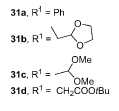 31a, R¹ = Ph
31b, R¹ =
O
O
OMe
31c, R¹ =
OMe
31d, R¹ = CH₂COOᵗBu